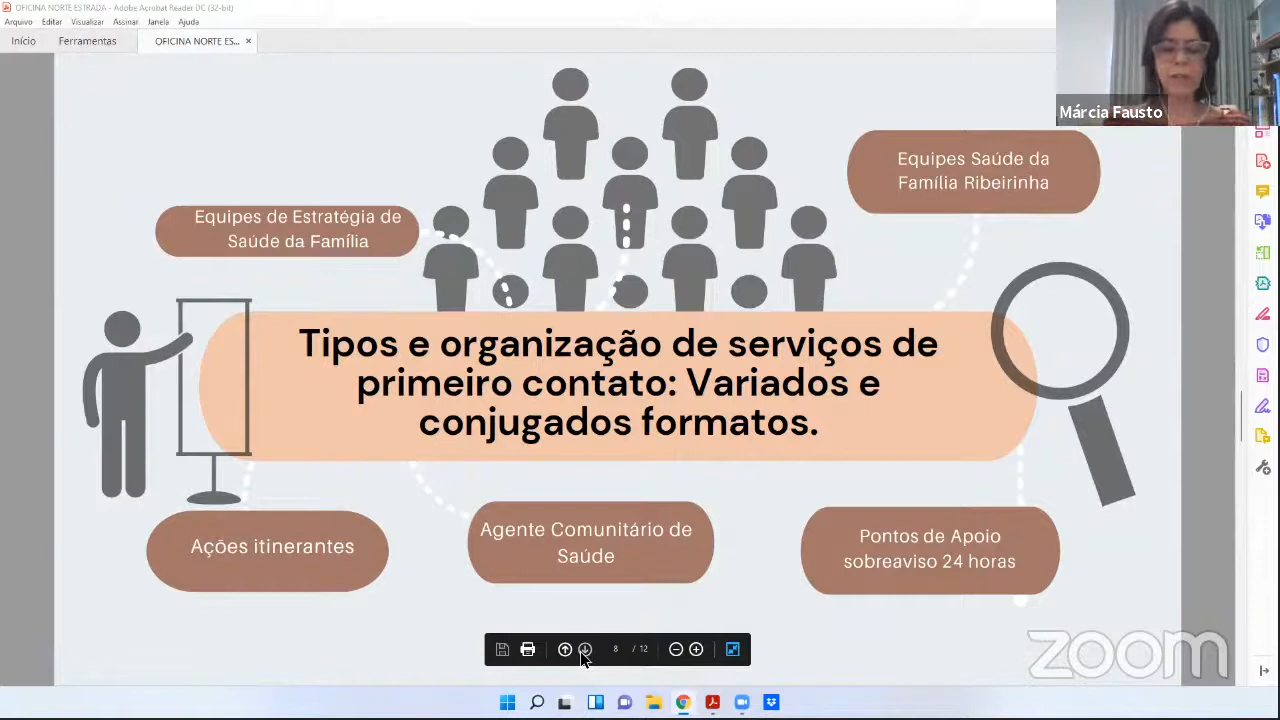 OFICINA NORTE ESTRADA - Adobe Acrobat Reader DC (32-bit)
Arquivo Editar Visualizar Assinar Janela Ajuda
Início Ferramentas OFICINA NORTE ES... ×
Márcia Fausto
Equipes Saúde da
Família Ribeirinha
Equipes de Estratégia de
Saúde da Família
Tipos e organização de serviços de
primeiro contato: Variados e
conjugados formatos.
Ações itinerantes
Agente Comunitário de
Saúde
Pontos de Apoio
sobreaviso 24 horas
8 / 12
zoom